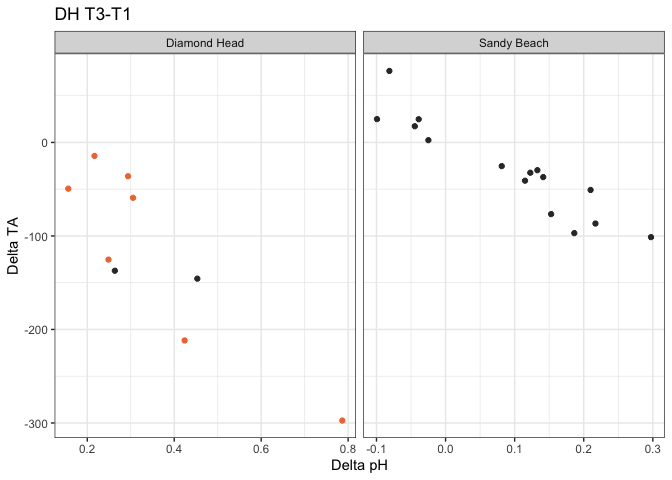 DH T3-T1
Diamond Head
Sandy Beach
Delta TA
0
-100
-200
-300
0.2
0.4
0.6
0.8
-0.1
0.0
0.1
0.2
0.3
Delta pH